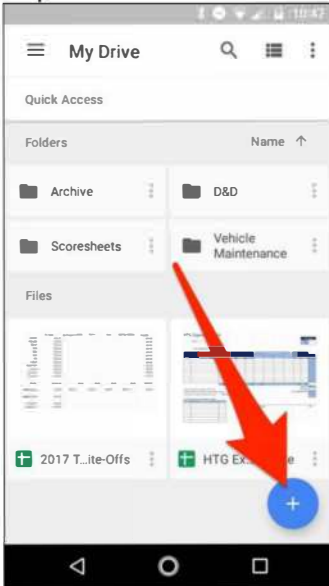 10:47
My Drive
Quick Access
Folders Name
Archive D&D
Scoresheets Vehicle
Maintenance
Files
2017 T...ite-Offs HTG Ex... e